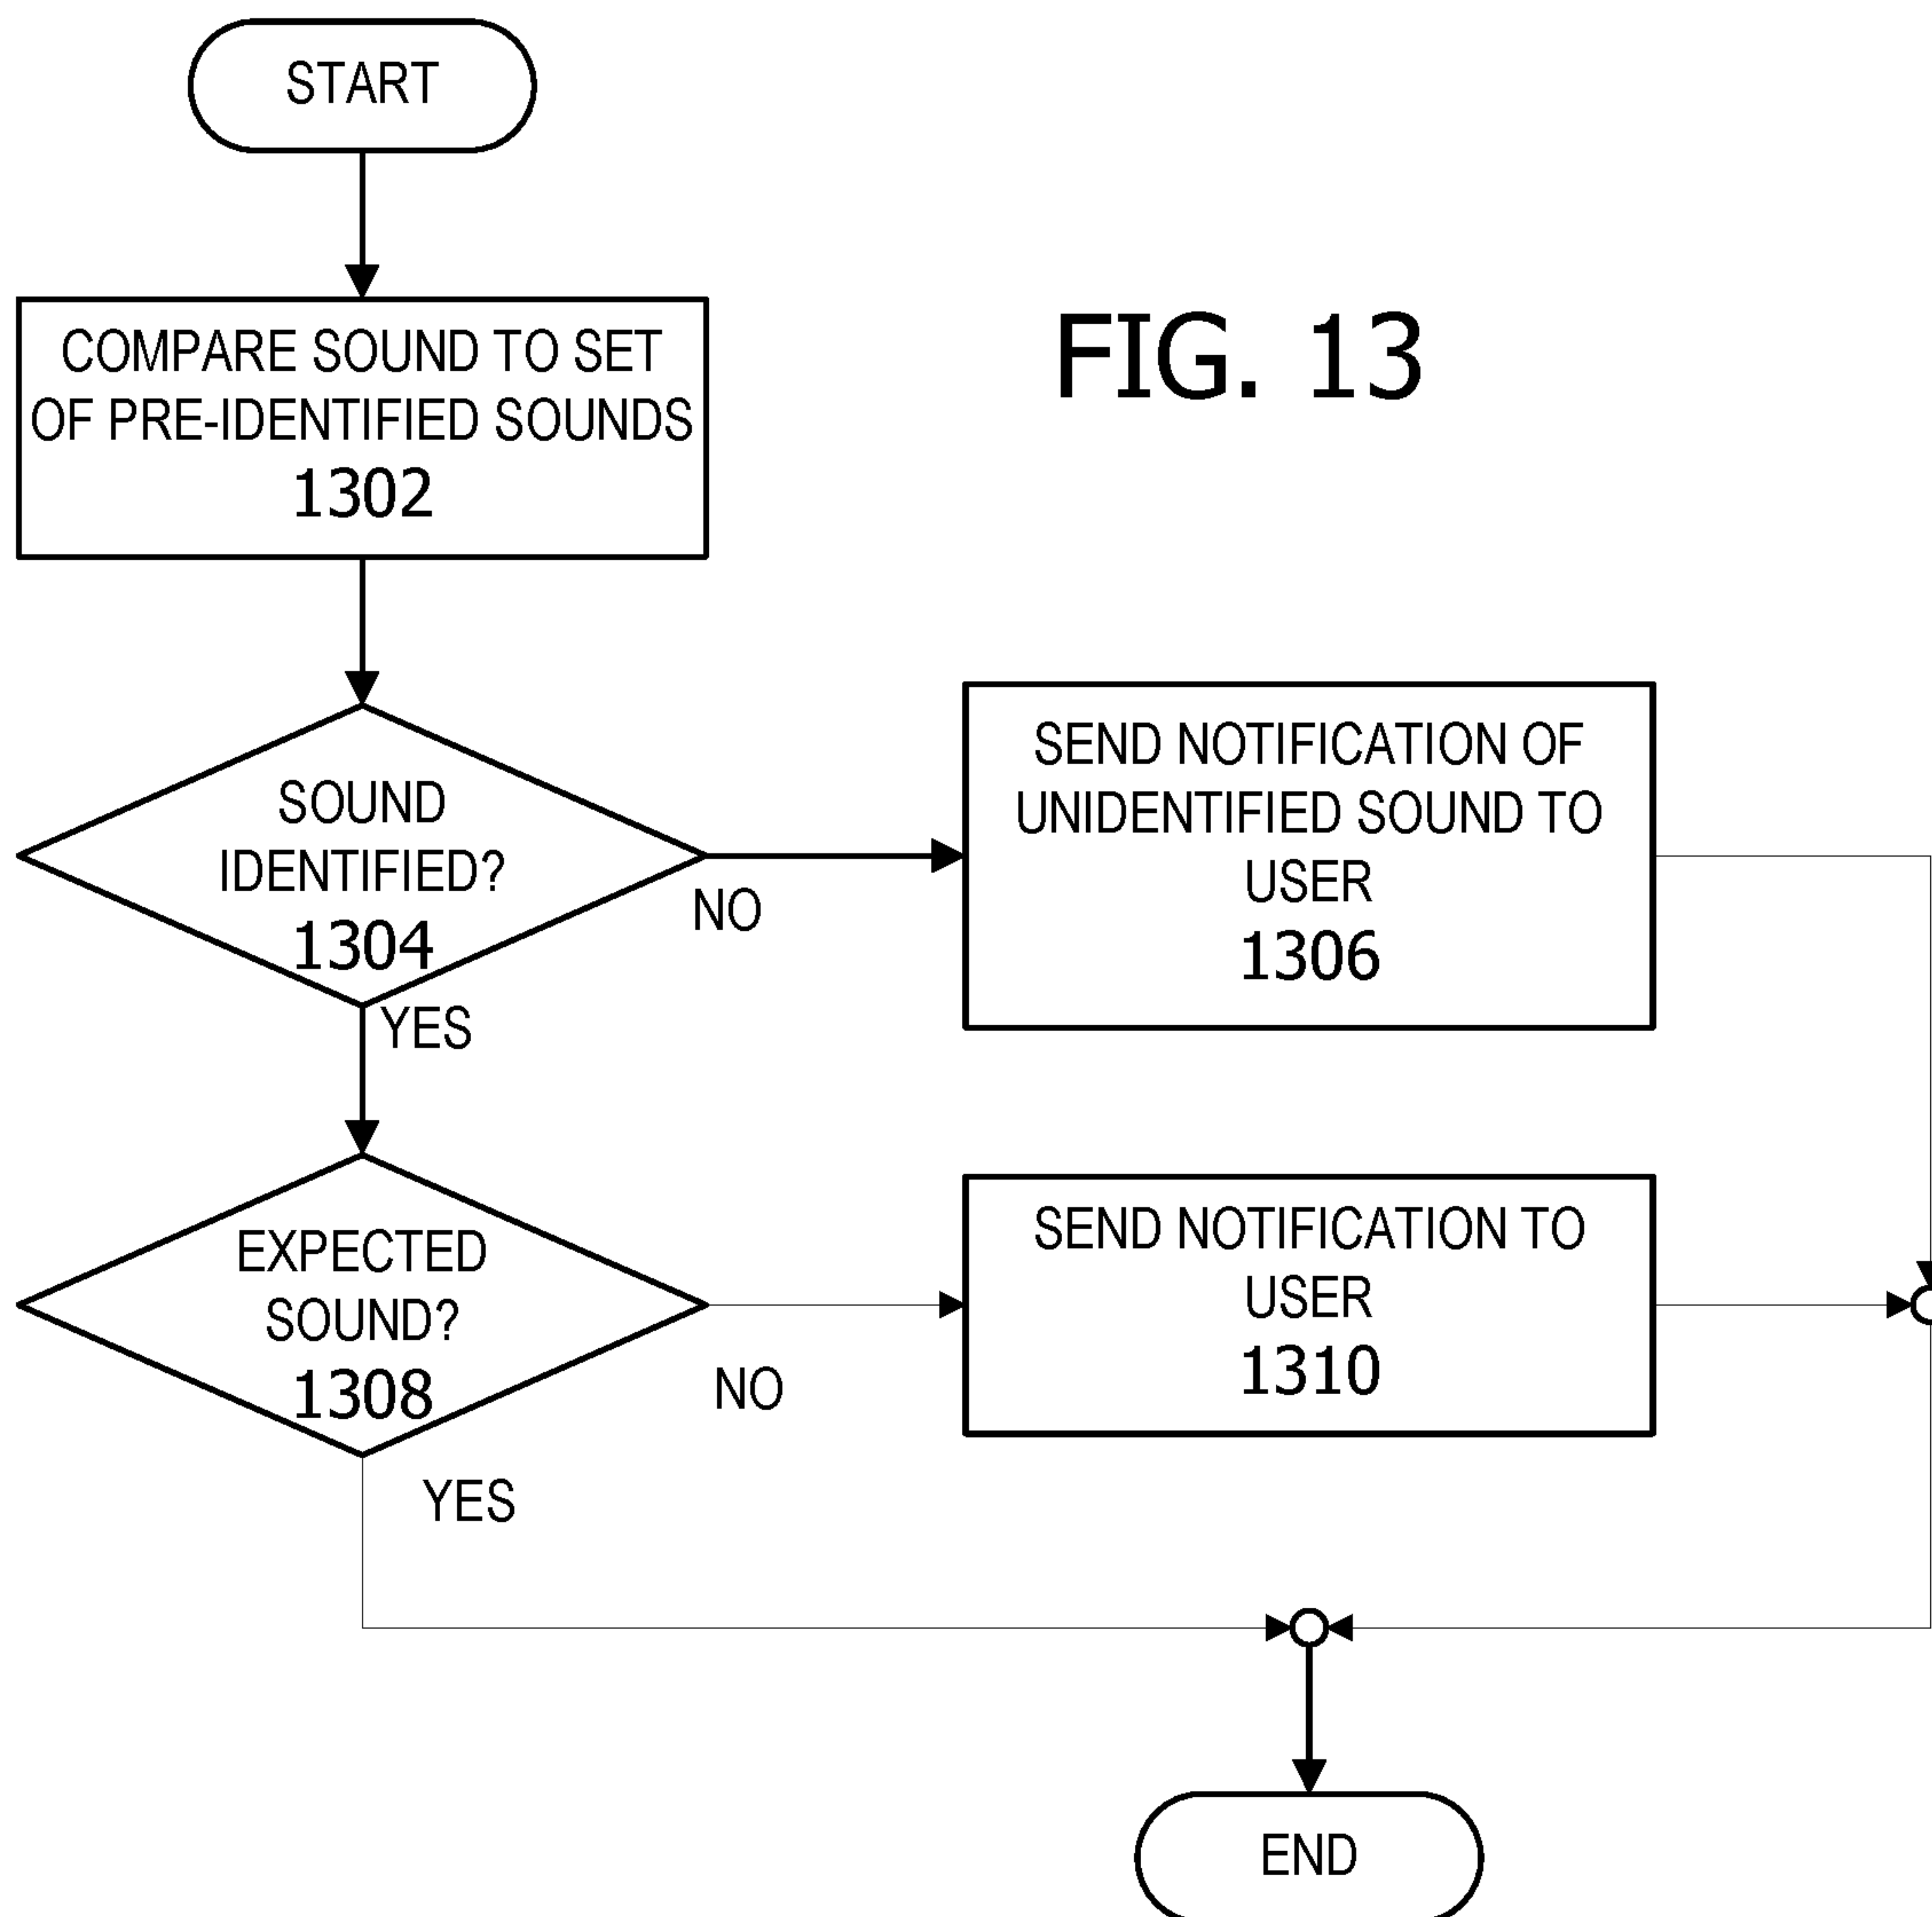 START
COMPARE SOUND TO SET
OF PRE-IDENTIFIED SOUNDS
1302
FIG. 13
SOUND
IDENTIFIED?
1304
NO
YES
SEND NOTIFICATION OF
UNIDENTIFIED SOUND TO
USER
1306
EXPECTED
SOUND?
1308
NO
YES
SEND NOTIFICATION TO
USER
1310
END